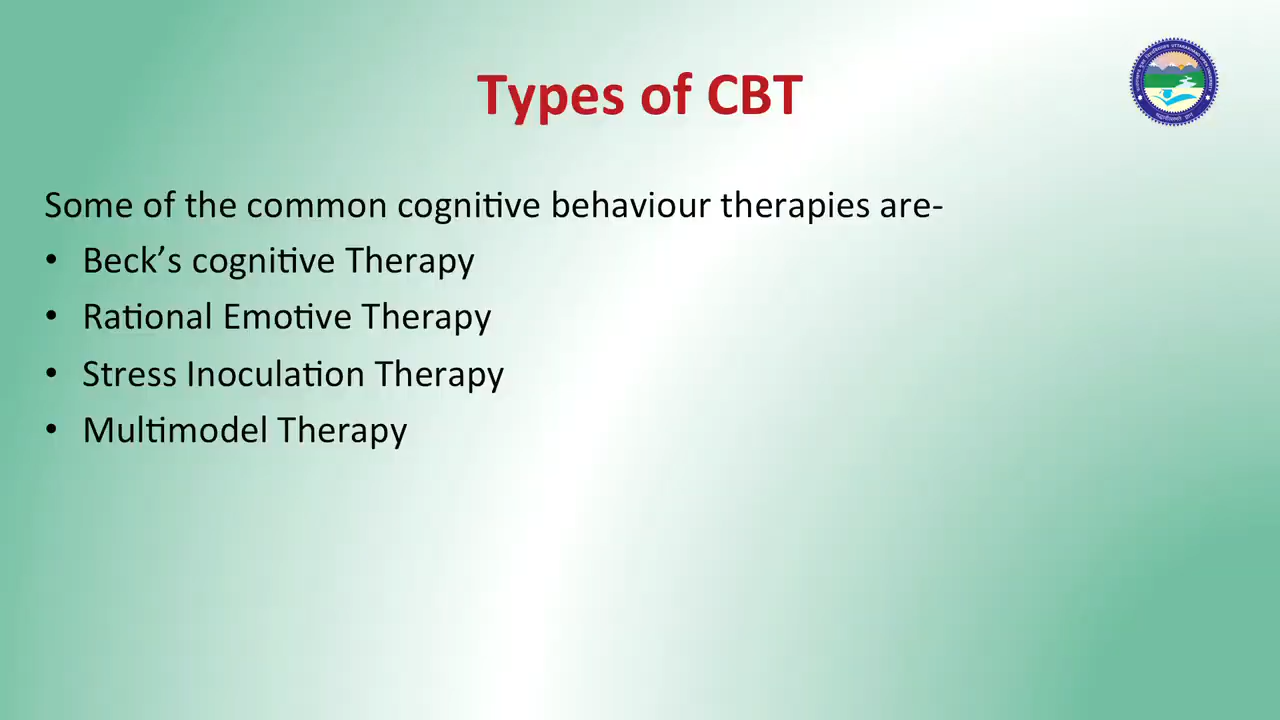 Types of CBT
Some of the common cognitive behaviour therapies are-
• Beck’s cognitive Therapy
• Rational Emotive Therapy
• Stress Inoculation Therapy
• Multimodel Therapy